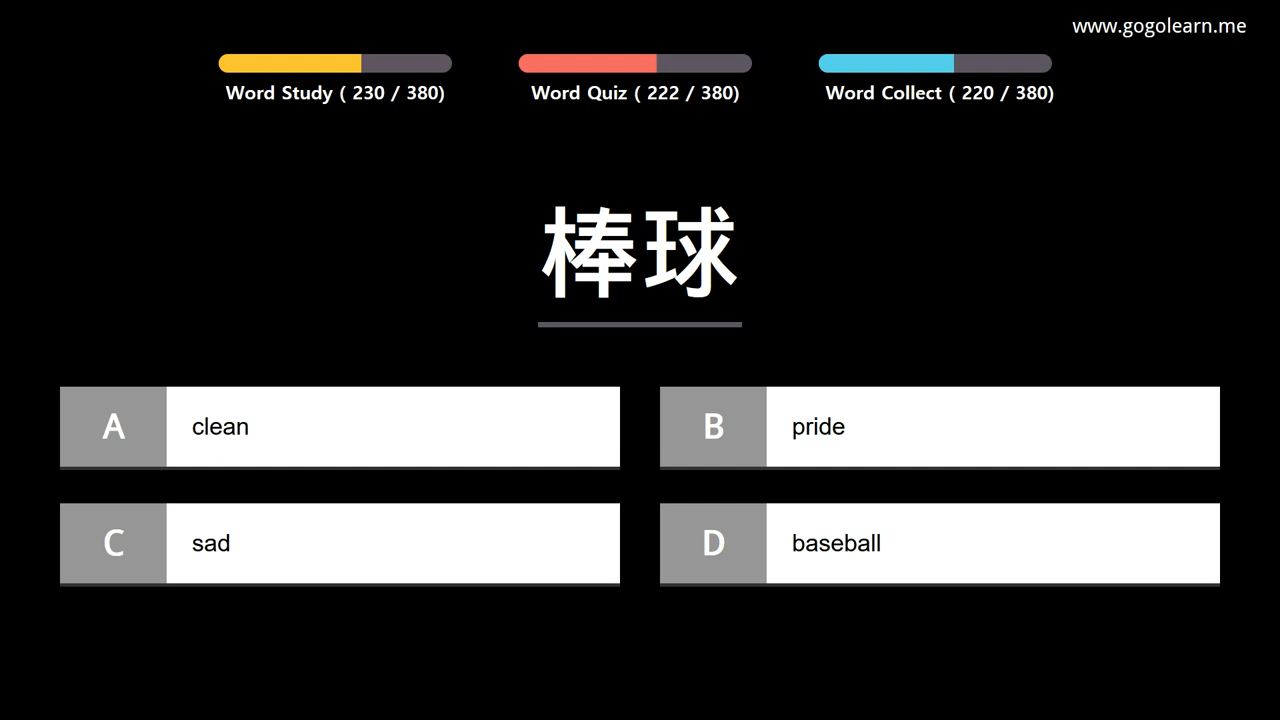 www.gogolearn.me
Word Study ( 230 / 380)
Word Quiz ( 222 / 380)
Word Collect ( 220 / 380)
棒球
A clean
B pride
C sad
D baseball